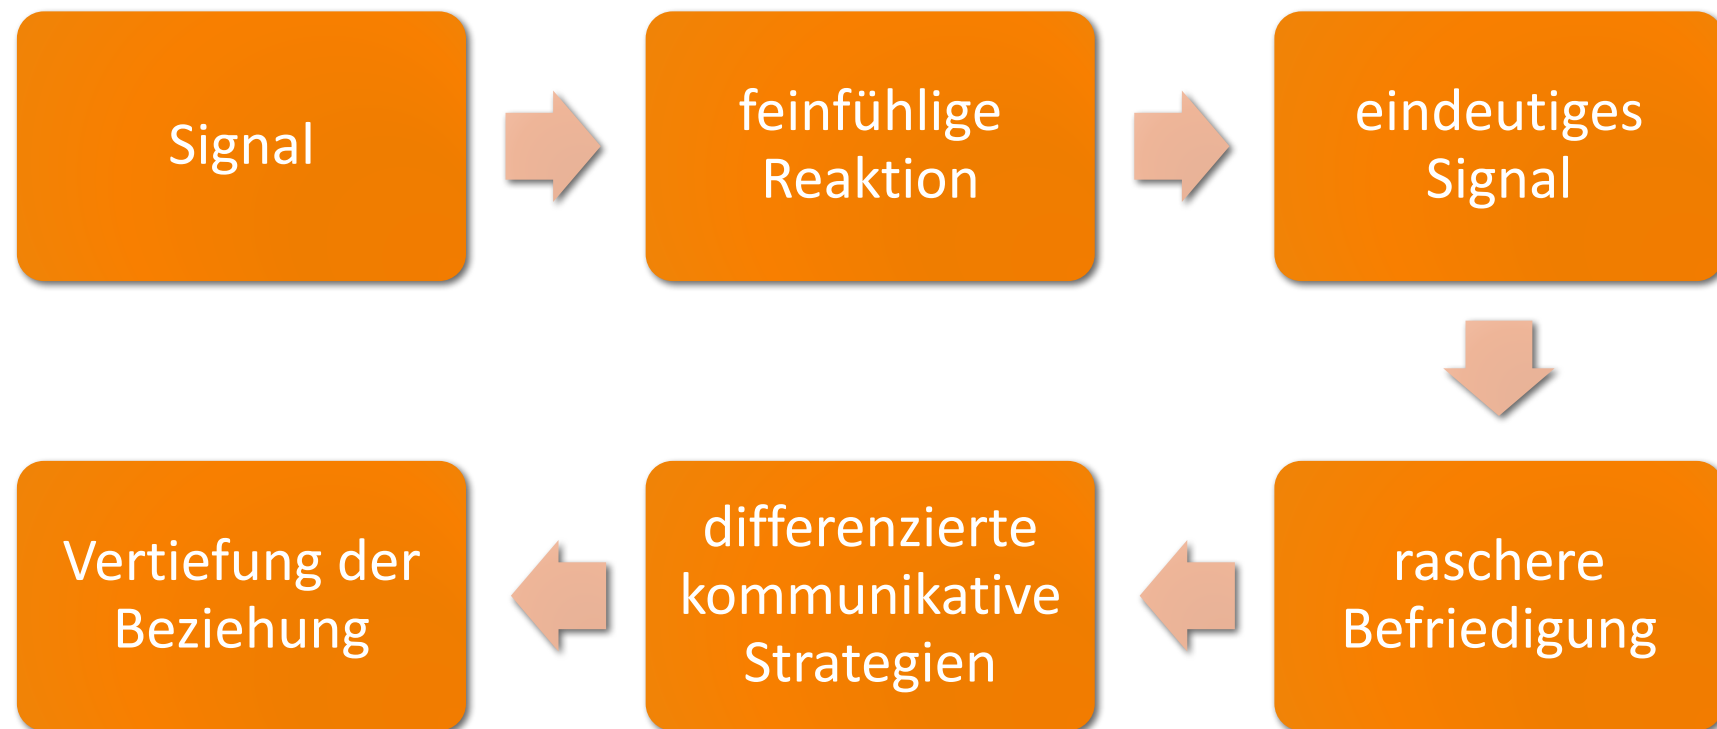 Signal
feinfühlige
Reaktion
eindeutiges
Signal
raschere
Befriedigung
differenzierte
kommunikative
Strategien
Vertiefung der
Beziehung